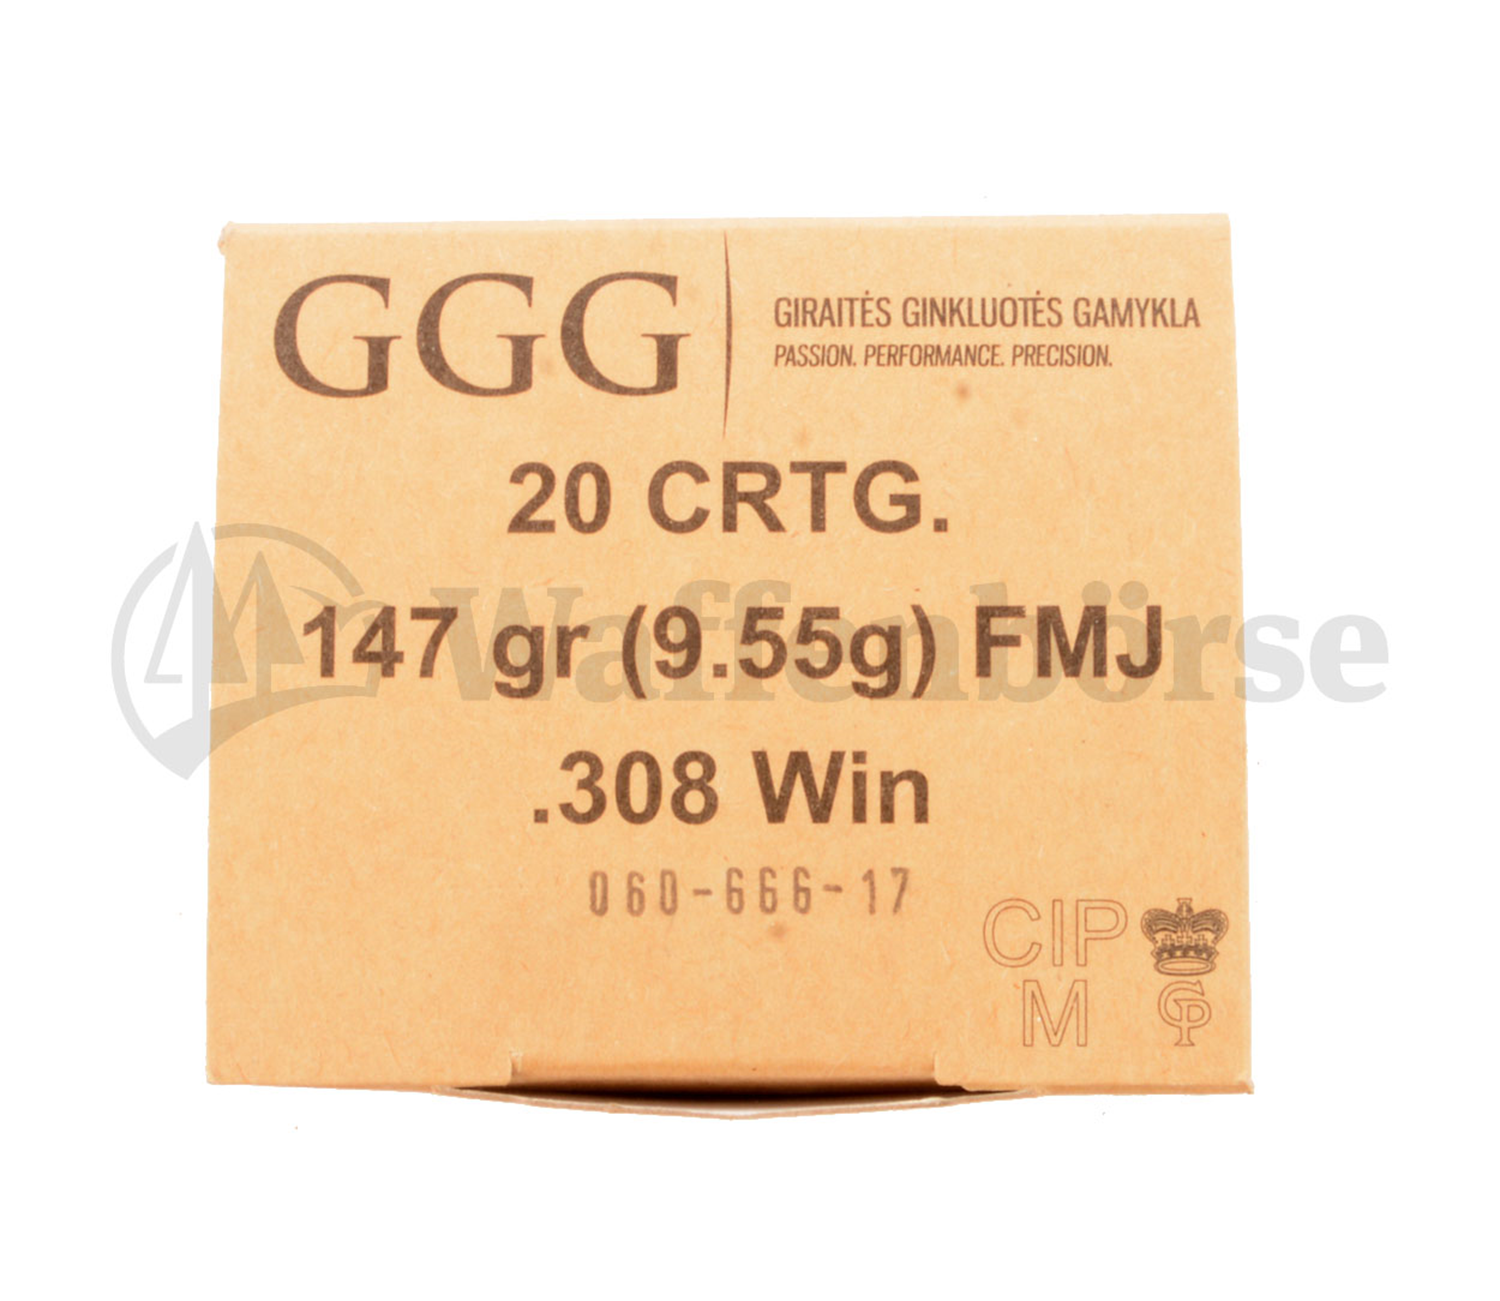 GGG
GIRAITĖS GINKLUOTĖS GAMYKLA
PASSION. PERFORMANCE. PRECISION.
20 CRTG.
147 gr (9.55g) FMJ
Waffenbörse
.308 Win
060-666-17
CIP
M
GP